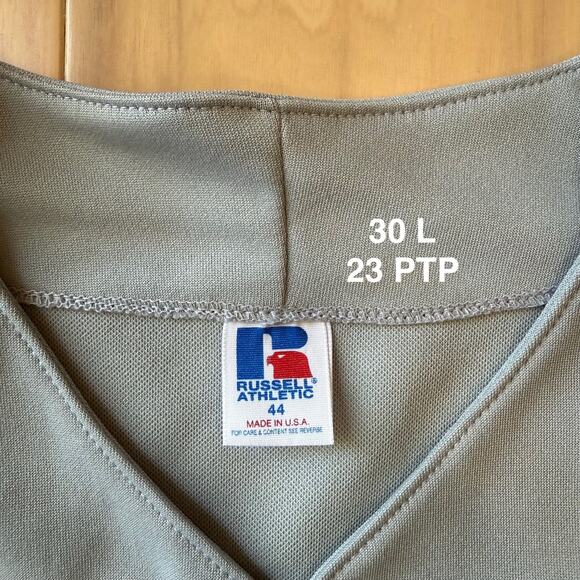 30 L
23 PTP
RUSSELL®
ATHLETIC
44
MADE IN U.S.A.
FOR CARE & CONTENT SEE REVERSE